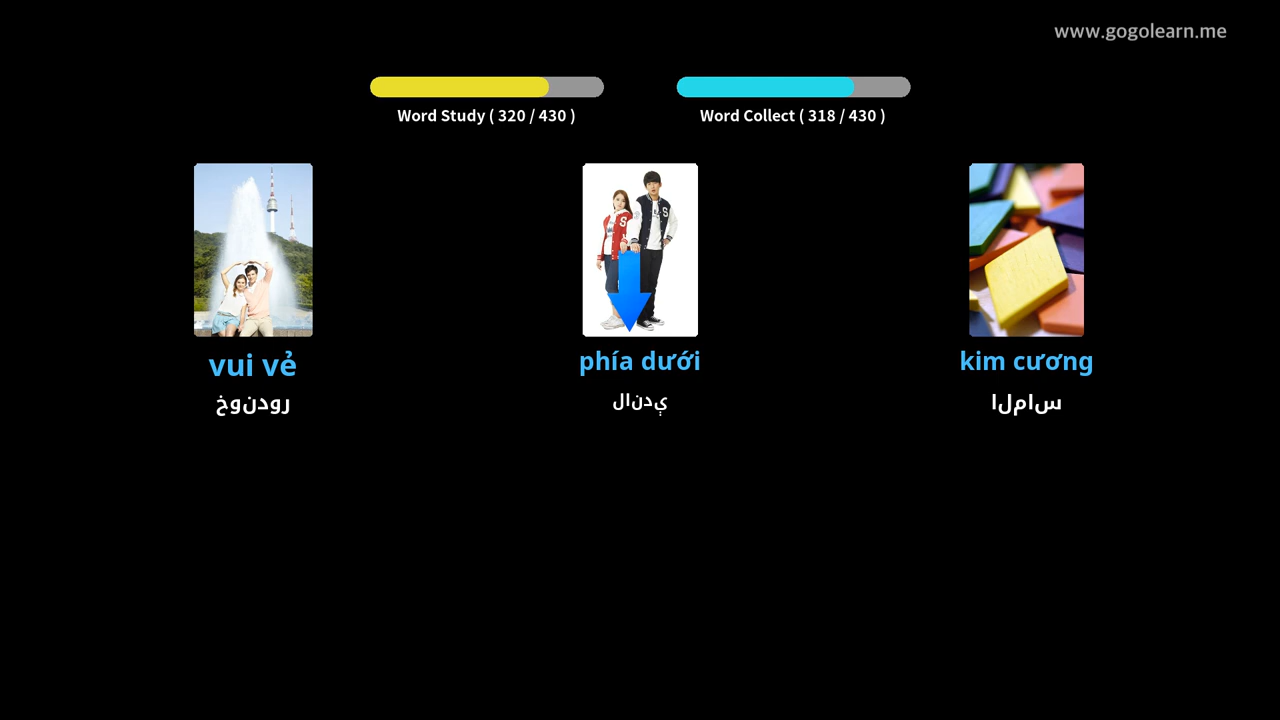 www.gogolearn.me
Word Study ( 320 / 430 )
Word Collect ( 318 / 430 )
vui vẻ
phía dưới
kim cương
خوندور
لاندې
الماس